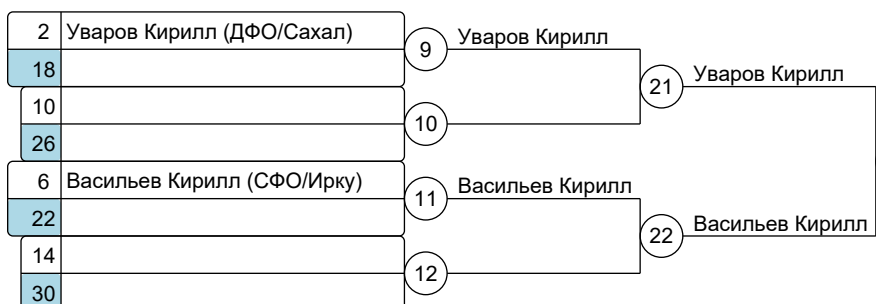 2 Уваров Кирилл (ДФО/Сахал)
9 Уваров Кирилл
18
21 Уваров Кирилл
10
10
26
6 Васильев Кирилл (СФО/Ирку)
11 Васильев Кирилл
22
22 Васильев Кирилл
14
12
30